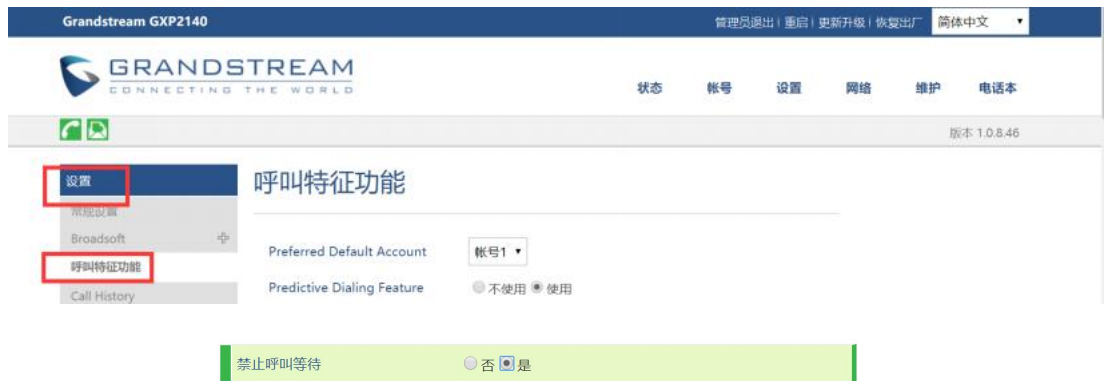 Grandstream GXP2140
管理员退出 | 重启 | 更新升级 | 恢复出厂 简体中文
GRANDSTREAM
CONNECTING THE WORLD
状态 帐号 设置 网络 维护 电话本
版本 1.0.8.46
设置
呼叫特征功能
常规设置
Broadsoft
Preferred Default Account 帐号1
呼叫特征功能
Predictive Dialing Feature 不使用 使用
Call History
禁止呼叫等待 否 是